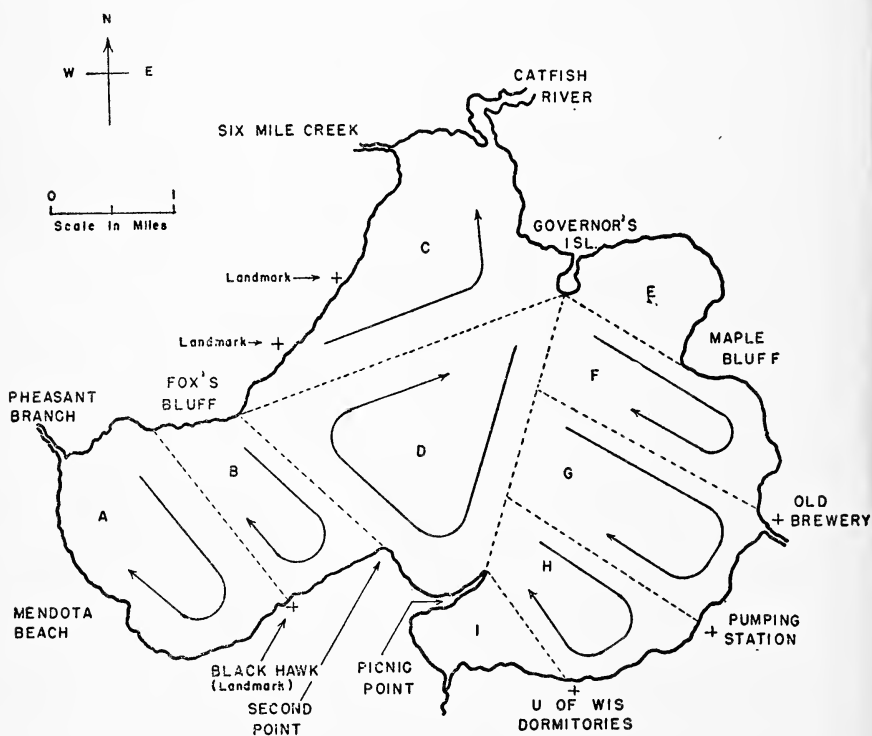 N
W E
CATFISH
RIVER
SIX MILE CREEK
0 1
Scale in Miles
GOVERNOR'S
ISL.
C
E
Landmark
Landmark
MAPLE
BLUFF
F
FOX'S
BLUFF
PHEASANT
BRANCH
D
B
G
A
OLD
BREWERY
H
MENDOTA
BEACH
I
PUMPING
STATION
BLACK HAWK
(Landmark)
SECOND
POINT
PICNIC
POINT
U OF WIS
DORMITORIES